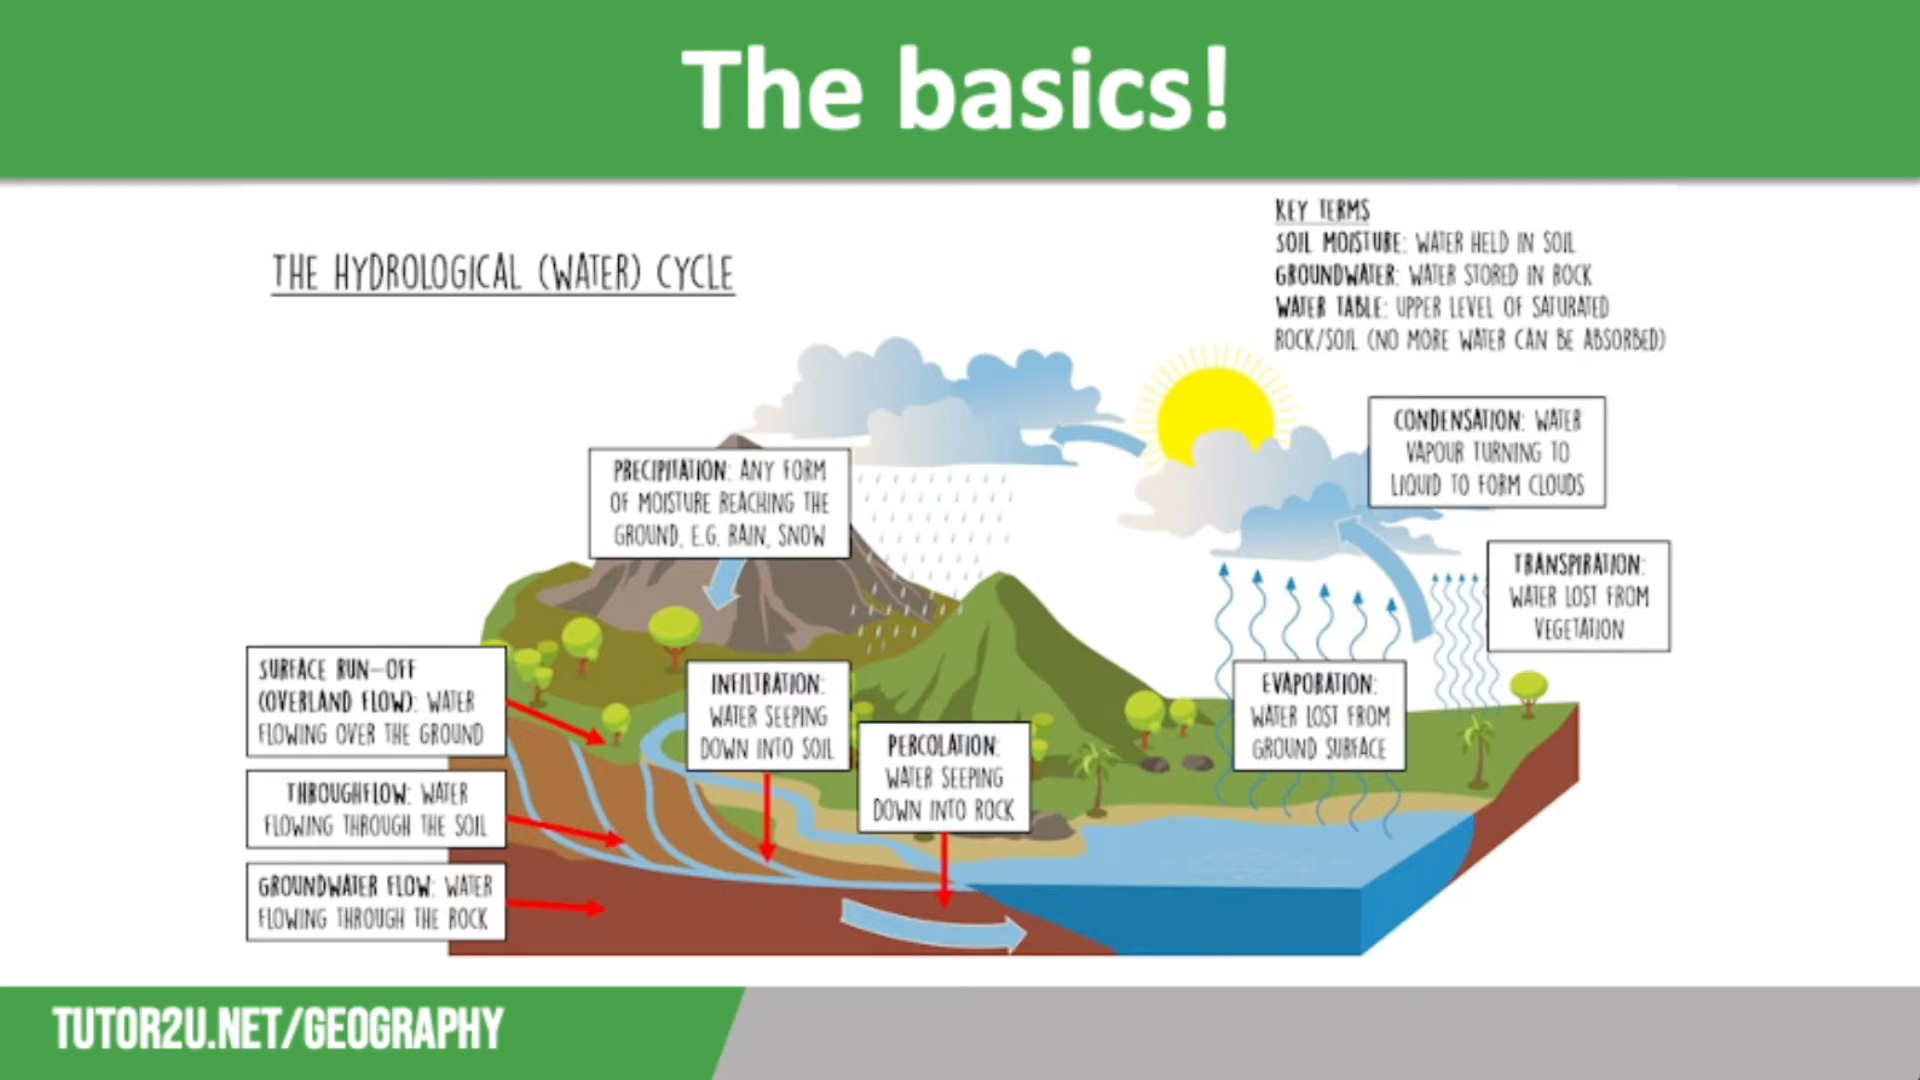 The basics!
THE HYDROLOGICAL (WATER) CYCLE
KEY TERMS
SOIL MOISTURE: WATER HELD IN SOIL
GROUNDWATER: WATER STORED IN ROCK
WATER TABLE: UPPER LEVEL OF SATURATED
ROCK/SOIL (NO MORE WATER CAN BE ABSORBED)
CONDENSATION: WATER
VAPOUR TURNING TO
LIQUID TO FORM CLOUDS
PRECIPITATION: ANY FORM
OF MOISTURE REACHING THE
GROUND, E.G. RAIN, SNOW
TRANSPIRATION:
WATER LOST FROM
VEGETATION
SURFACE RUN-OFF
(OVERLAND FLOW): WATER
FLOWING OVER THE GROUND
INFILTRATION:
WATER SEEPING
DOWN INTO SOIL
EVAPORATION:
WATER LOST FROM
GROUND SURFACE
PERCOLATION:
WATER SEEPING
DOWN INTO ROCK
THROUGHFLOW: WATER
FLOWING THROUGH THE SOIL
GROUNDWATER FLOW: WATER
FLOWING THROUGH THE ROCK
TUTOR2U.NET/GEOGRAPHY